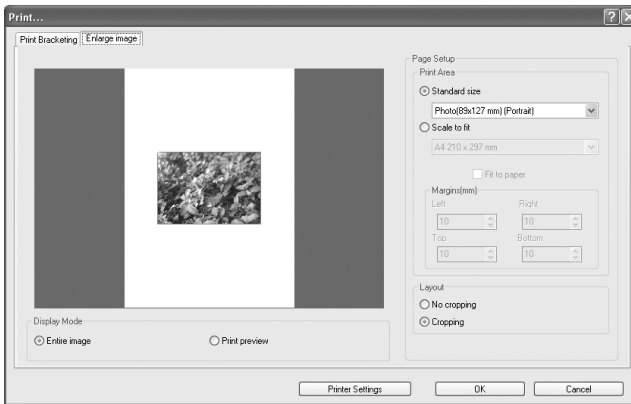 Print...
Print Bracketing Enlarge image
Page Setup
Print Area
Standard size
Photo(89x127 mm) (Portrait)
Scale to fit
A4 210 x 297 mm
Fit to paper
Margins(mm)
Left Right
10 10
Top Bottom
10 10
Layout
No cropping
Cropping
Display Mode
Entire image Print preview
Printer Settings OK Cancel